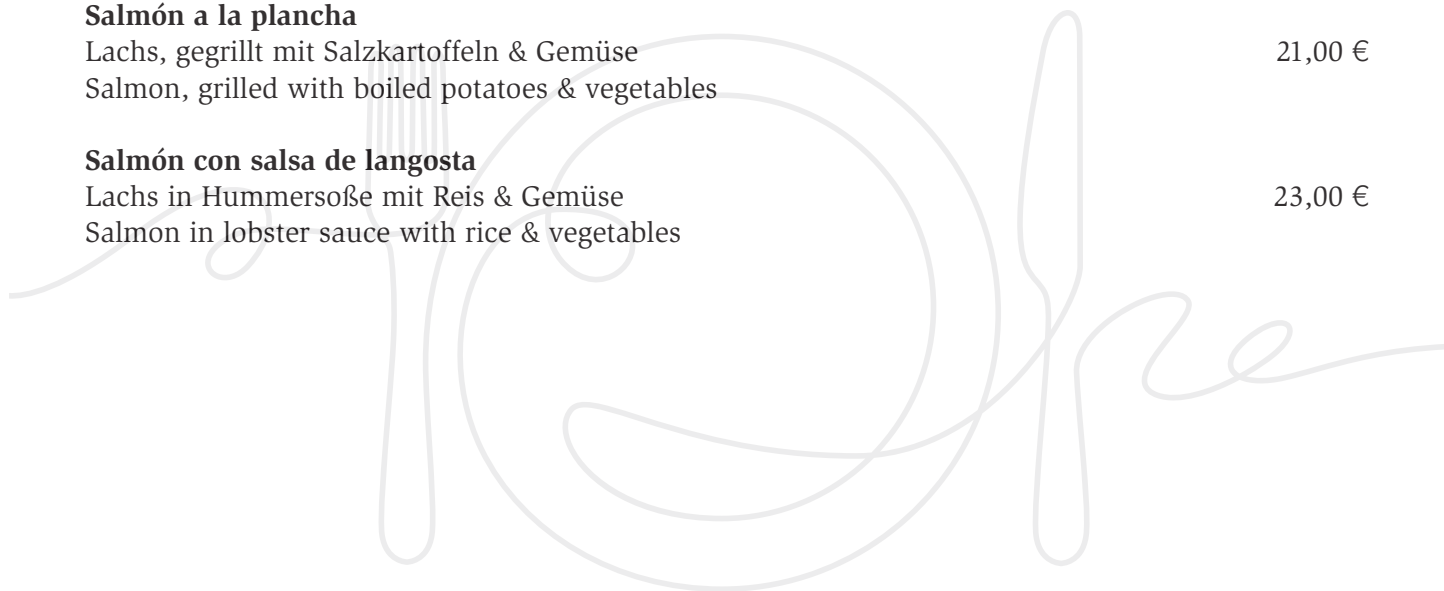 Salmón a la plancha
Lachs, gegrillt mit Salzkartoffeln & Gemüse 21,00 €
Salmon, grilled with boiled potatoes & vegetables
Salmón con salsa de langosta
Lachs in Hummersoße mit Reis & Gemüse 23,00 €
Salmon in lobster sauce with rice & vegetables